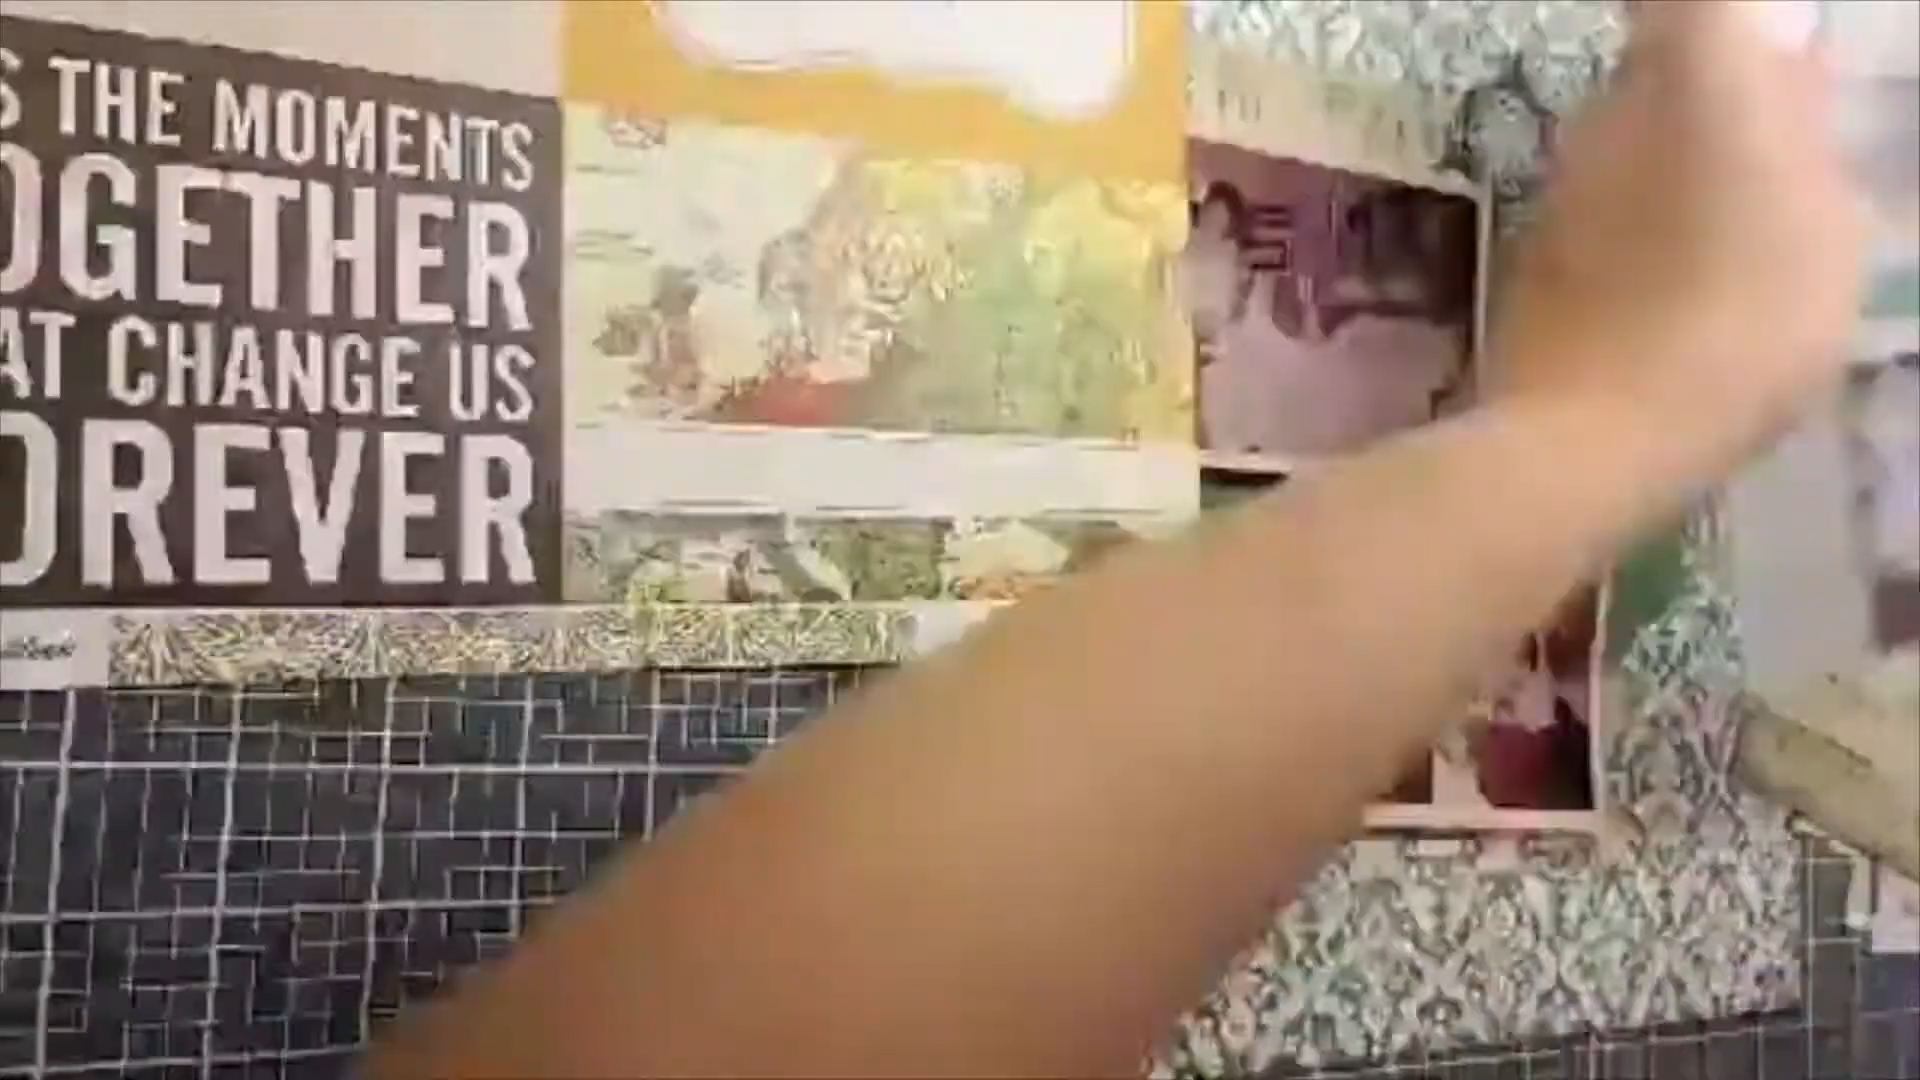 S THE MOMENTS
OGETHER
AT CHANGE US
OREVER